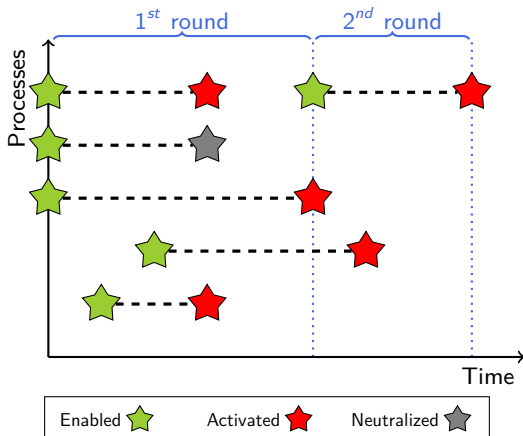 1st round 2nd round
Processes
Time
Enabled Activated Neutralized